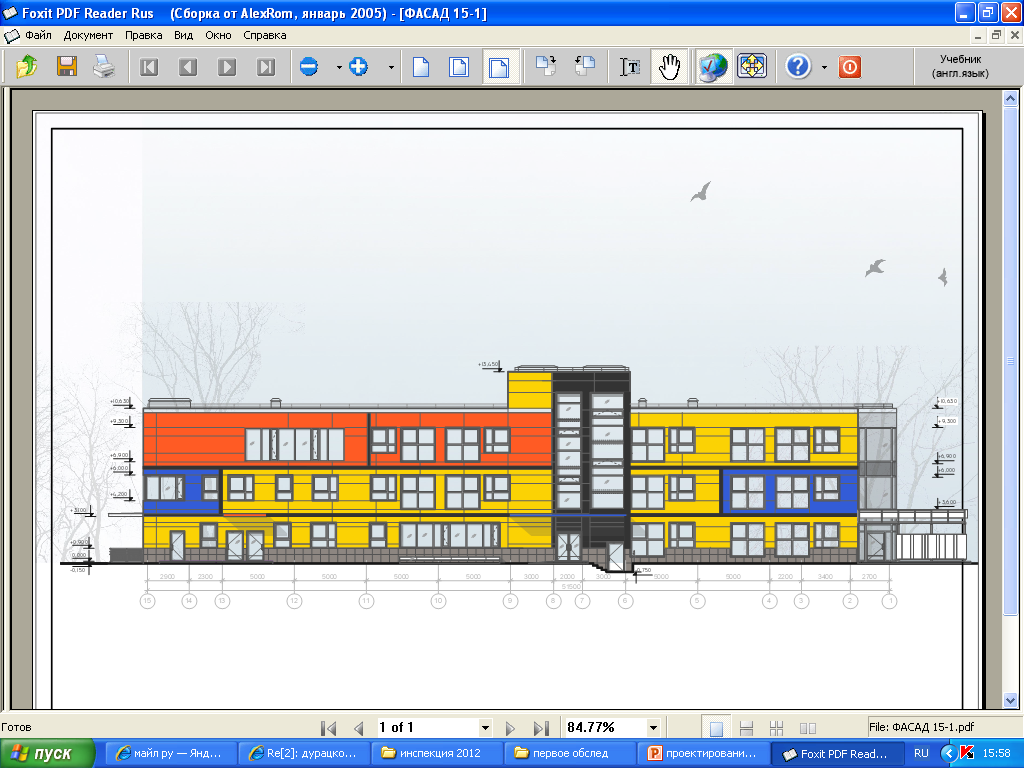 Foxit PDF Reader Rus (Сборка от AlexRom, январь 2005) - [ФАСАД 15-1]
Файл Документ Правка Вид Окно Справка
Учебник
(англ.язык)
+13.450
+10.630 +10.630
+9.300 +9.300
+6.900 +6.900
+6.000 +6.000
+4.200
+3.600
+3.100
+0.900
0.000
-0.150 -0.750
2900 2300 5000 5000 5000 5000 3000 2000 3000 5000 5000 2200 3400 2700
51500
15 14 13 12 11 10 9 8 7 6 5 4 3 2 1
Готов 1 of 1 84.77% File: ФАСАД 15-1.pdf
пуск майл ру — Янд... Re[2]: дурацко... инспекция 2012 первое обслед проектировани... Foxit PDF Read... RU 15:58